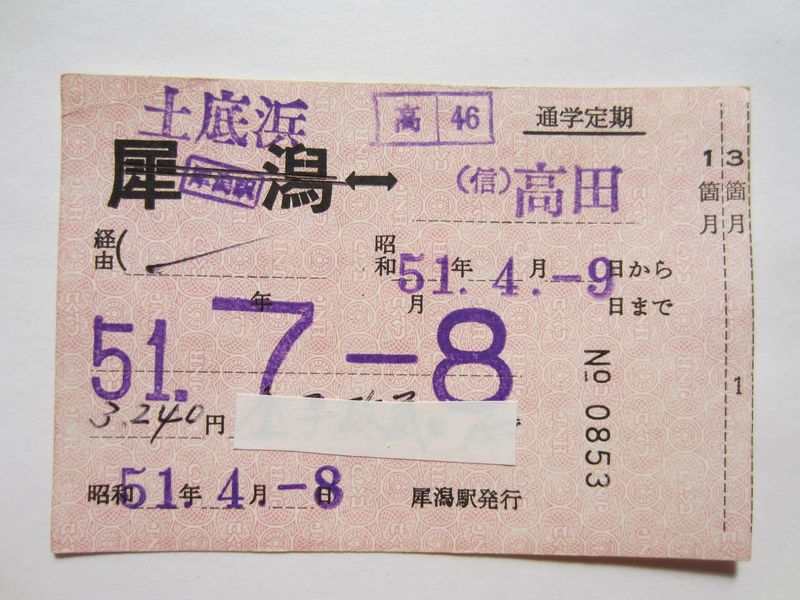 土底浜
高 46
通学定期
犀潟↔
(信)高田
1箇月
3箇月
経由(
昭和51.年4.月-9日から
51.年7月-8日まで
No 0853
1
3.240円
昭和51年4月-8日
犀潟駅発行